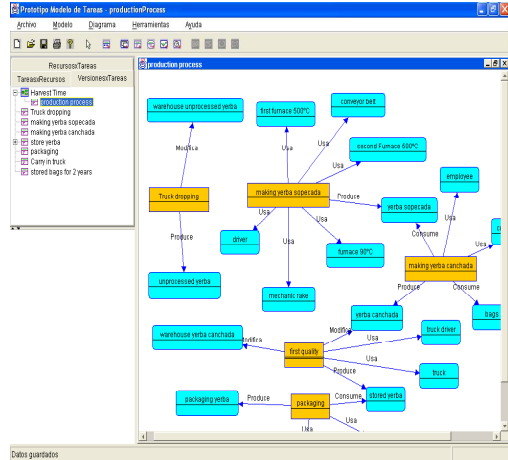 Prototipo Modelo de Tareas - productionProcess
Archivo Modelo Diagrama Herramientas Ayuda
RecursosxTareas
TareasxRecursos VersionesxTareas
Harvest Time
production process
Truck dropping
making yerba sopecada
making yerba canchada
store yerba
packaging
Carry in truck
stored bags for 2 years
production process
warehouse unprocessed yerba
first furnace 500ºC
conveyor belt
Modifica
Usa
Usa
cecond Furnace 600ºC
Usa
employee
Truck dropping
making yerba sopecada
Produce
yerba sopecada
Usa
Usa
Usa
Consume
Usa
driver
Usa
furnace 90ºC
Produce
making yerba canchada
unprocessed yerba
mechanic rake
Produce
Consume
yerba canchada
bags
warehouse yerba canchada
Modifica
Modifica
Usa
truck driver
first quality
Usa
truck
Produce
packaging yerba
Produce
packaging
Consume
stored yerba
Usa
Usa
Datos guardados